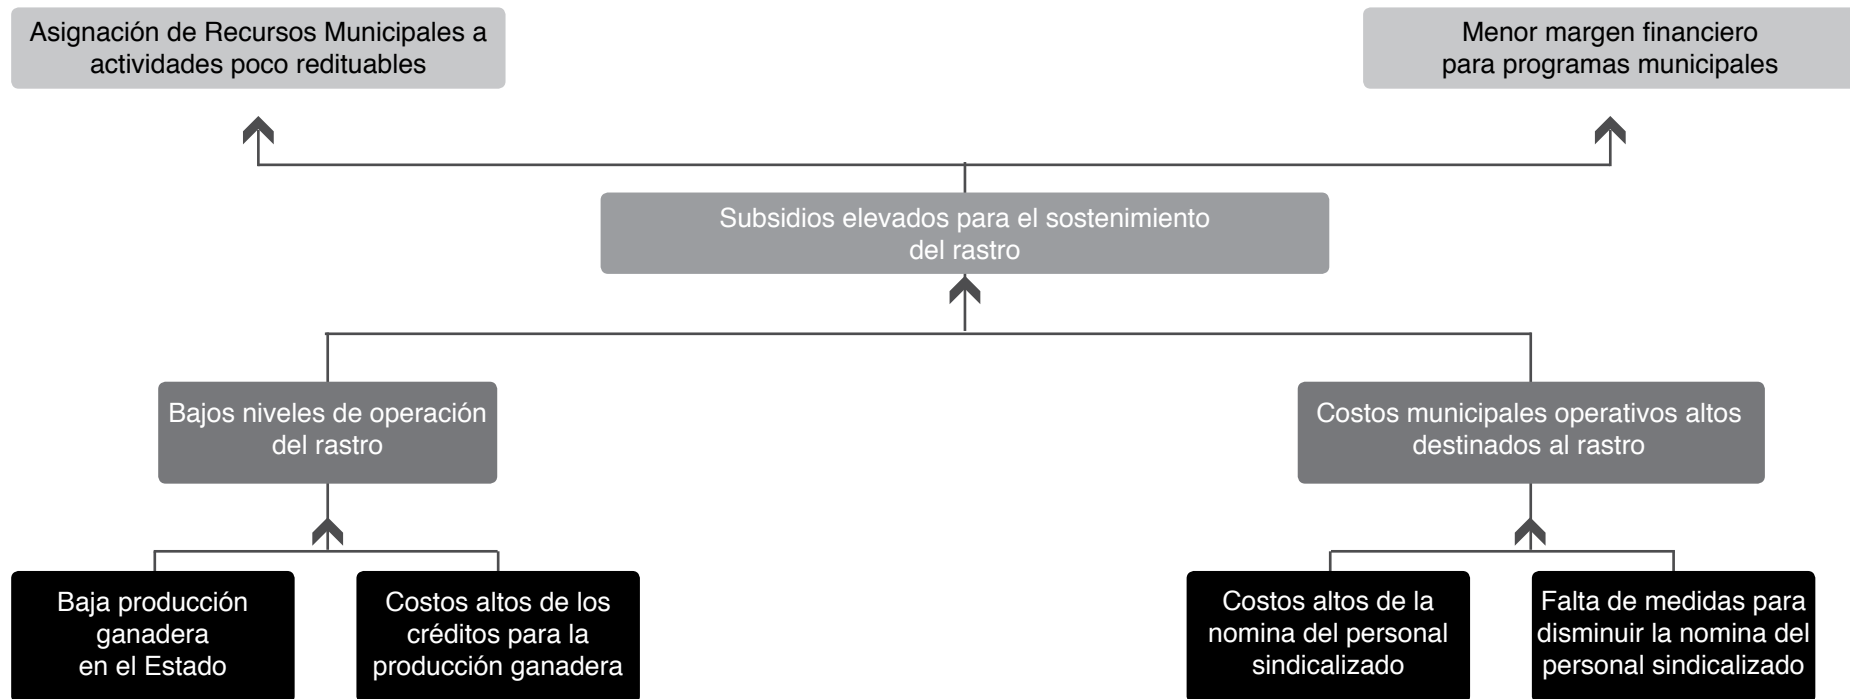 Asignación de Recursos Municipales a
actividades poco redituables
Menor margen financiero
para programas municipales
Subsidios elevados para el sostenimiento
del rastro
Bajos niveles de operación
del rastro
Costos municipales operativos altos
destinados al rastro
Baja producción
ganadera
en el Estado
Costos altos de los
créditos para la
producción ganadera
Costos altos de la
nomina del personal
sindicalizado
Falta de medidas para
disminuir la nomina del
personal sindicalizado